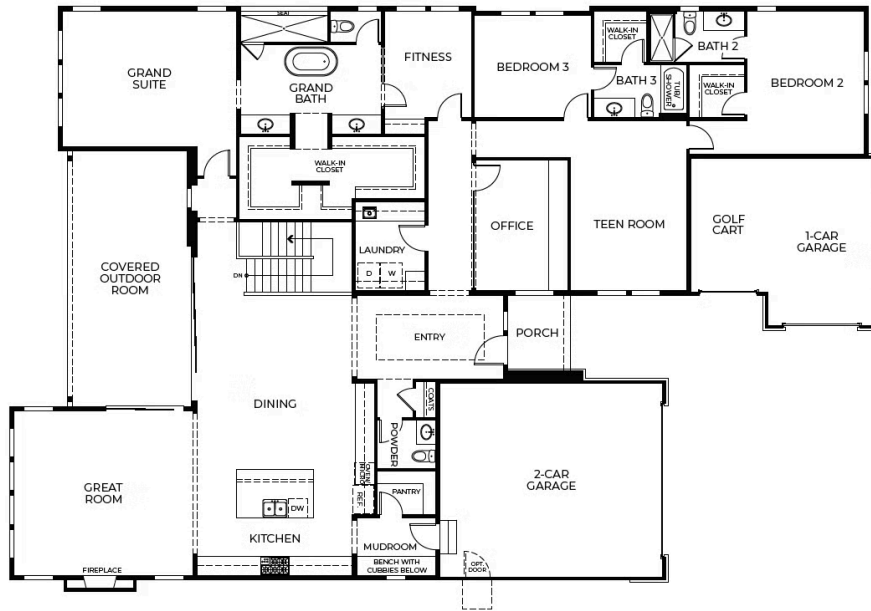 SEAT
GRAND
SUITE
GRAND
BATH
FITNESS
BEDROOM 3
WALK-IN
CLOSET
BATH 2
BATH 3
TUB/
SHOWER
WALK-IN
CLOSET
BEDROOM 2
WALK-IN
CLOSET
OFFICE
TEEN ROOM
GOLF
CART
1-CAR
GARAGE
LAUNDRY
D
W
COVERED
OUTDOOR
ROOM
DN
ENTRY
PORCH
DINING
COATS
POWDER
OVEN/
MICRO
REF.
2-CAR
GARAGE
GREAT
ROOM
DW
PANTRY
KITCHEN
MUDROOM
BENCH WITH
CUBBIES BELOW
OPT.
DOOR
FIREPLACE